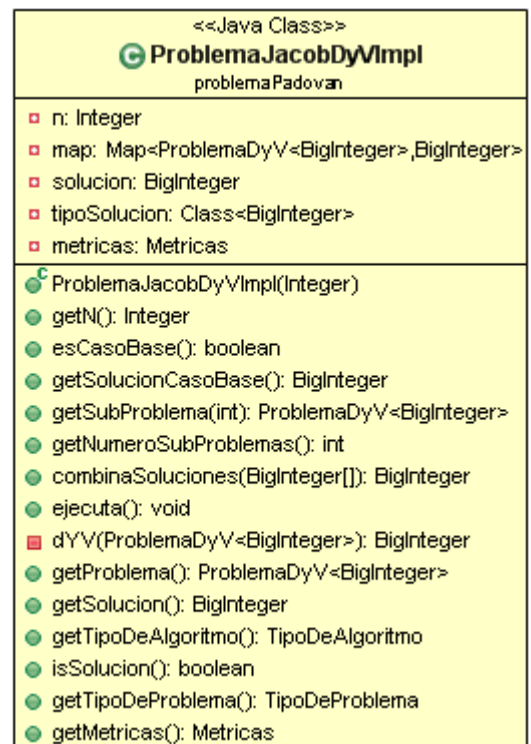 <<Java Class>>
C ProblemaJacobDyVImpl
problemaPadovan
n: Integer
map: Map<ProblemaDyV<BigInteger>,BigInteger>
solucion: BigInteger
tipoSolucion: Class<BigInteger>
metricas: Metricas
C ProblemaJacobDyVImpl(Integer)
getN(): Integer
esCasoBase(): boolean
getSolucionCasoBase(): BigInteger
getSubProblema(int): ProblemaDyV<BigInteger>
getNumeroSubProblemas(): int
combinaSoluciones(BigInteger[]): BigInteger
ejecuta(): void
dYV(ProblemaDyV<BigInteger>): BigInteger
getProblema(): ProblemaDyV<BigInteger>
getSolucion(): BigInteger
getTipoDeAlgoritmo(): TipoDeAlgoritmo
isSolucion(): boolean
getTipoDeProblema(): TipoDeProblema
getMetricas(): Metricas